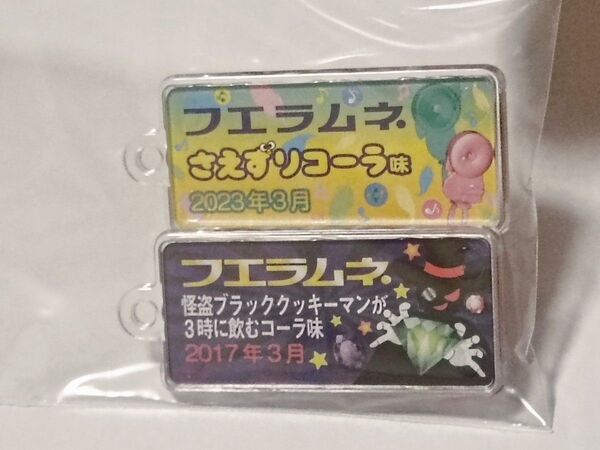 フエラムネ
さえずりコーラ味
2023年3月
フエラムネ
怪盗ブラッククッキーマンが
3時に飲むコーラ味
2017年3月